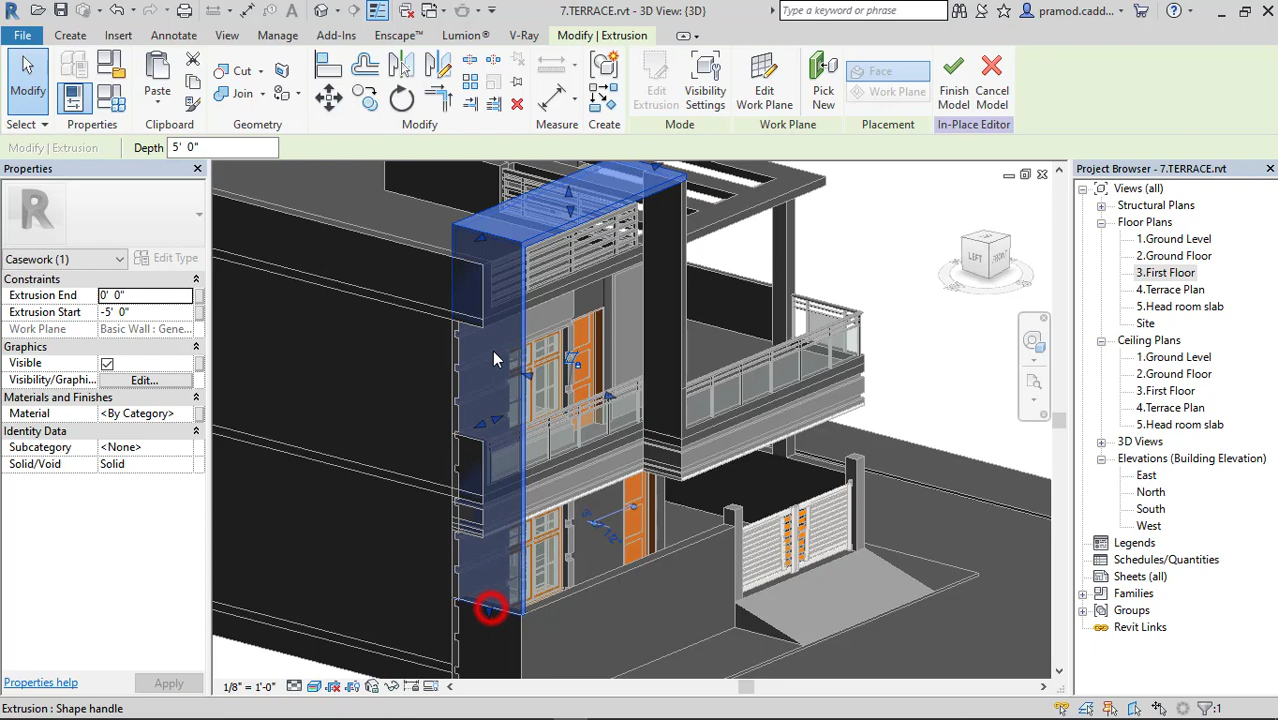 7.TERRACE.rvt - 3D View: {3D}
Type a keyword or phrase
pramod.cadd...
File
Create
Insert
Annotate
View
Manage
Add-Ins
Enscape™
Lumion®
V-Ray
Modify | Extrusion
Modify
Paste
Cut
Join
Edit
Extrusion
Visibility
Settings
Edit
Work Plane
Pick
New
Face
Work Plane
Finish
Model
Cancel
Model
Select
Properties
Clipboard
Geometry
Modify
Measure
Create
Mode
Work Plane
Placement
In-Place Editor
Modify | Extrusion
Depth
5' 0"
Properties
Casework (1)
Edit Type
Constraints
Extrusion End
0' 0"
Extrusion Start
-5' 0"
Work Plane
Basic Wall : Gene...
Graphics
Visible
Visibility/Graphi...
Edit...
Materials and Finishes
Material
<By Category>
Identity Data
Subcategory
<None>
Solid/Void
Solid
Properties help
Apply
LEFT
Project Browser - 7.TERRACE.rvt
Views (all)
Structural Plans
Floor Plans
1.Ground Level
2.Ground Level
3.First Floor
4.Terrace Plan
5.Head room slab
Site
Ceiling Plans
1.Ground Level
2.Ground Level
3.First Floor
4.Terrace Plan
5.Head room slab
3D Views
Elevations (Building Elevation)
East
North
South
West
Legends
Schedules/Quantities
Sheets (all)
Families
Groups
Revit Links
1/8" = 1'-0"
Extrusion : Shape handle
:1